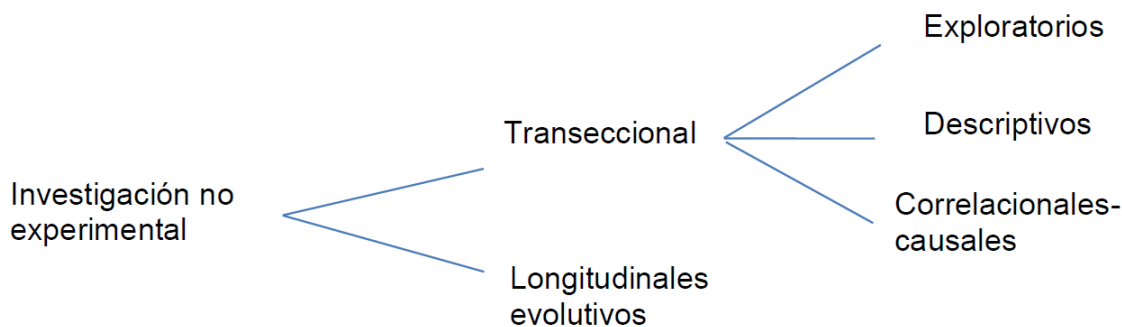 Exploratorios
Transeccional
Descriptivos
Investigación no
experimental
Correlacionales-
causales
Longitudinales
evolutivos